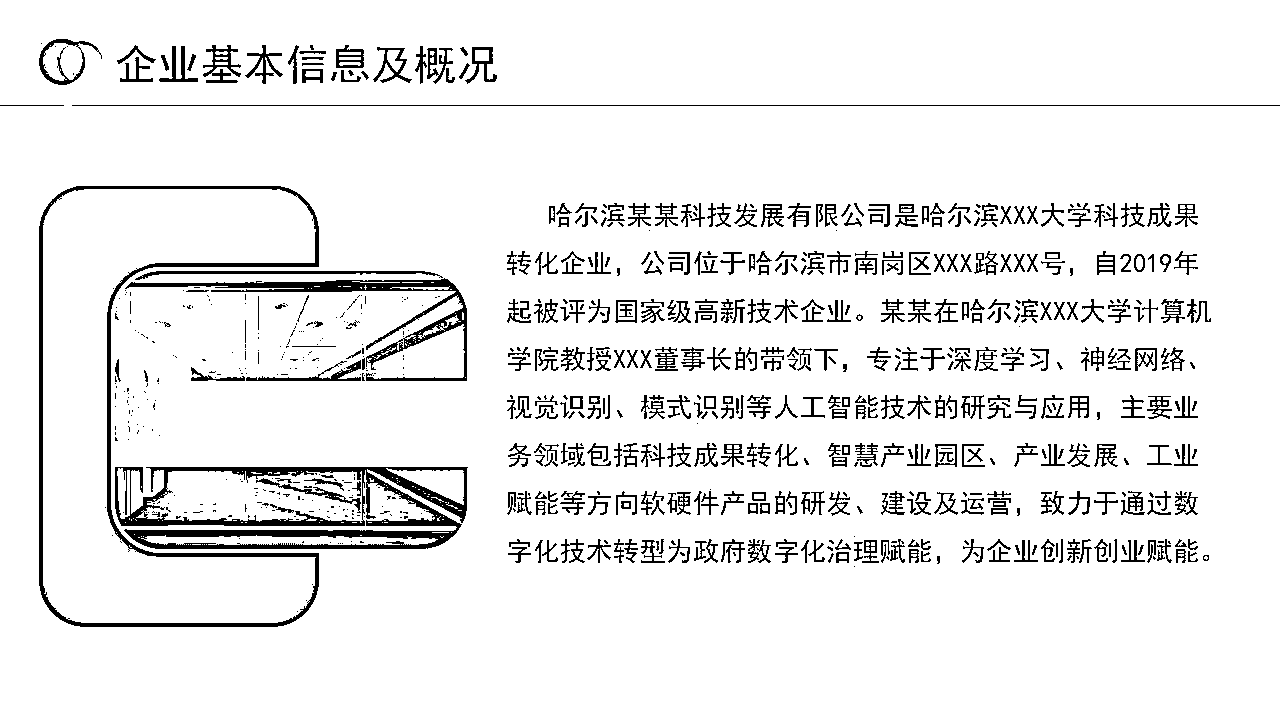 企业基本信息及概况
哈尔滨某某科技发展有限公司是哈尔滨XXX大学科技成果
转化企业，公司位于哈尔滨市南岗区XXX路XXX号，自2019年
起被评为国家级高新技术企业。某某在哈尔滨XXX大学计算机
学院教授XXX董事长的带领下，专注于深度学习、神经网络、
视觉识别、模式识别等人工智能技术的研究与应用，主要业
务领域包括科技成果转化、智慧产业园区、产业发展、工业
赋能等方向软硬件产品的研发、建设及运营，致力于通过数
字化技术转型为政府数字化治理赋能，为企业创新创业赋能。